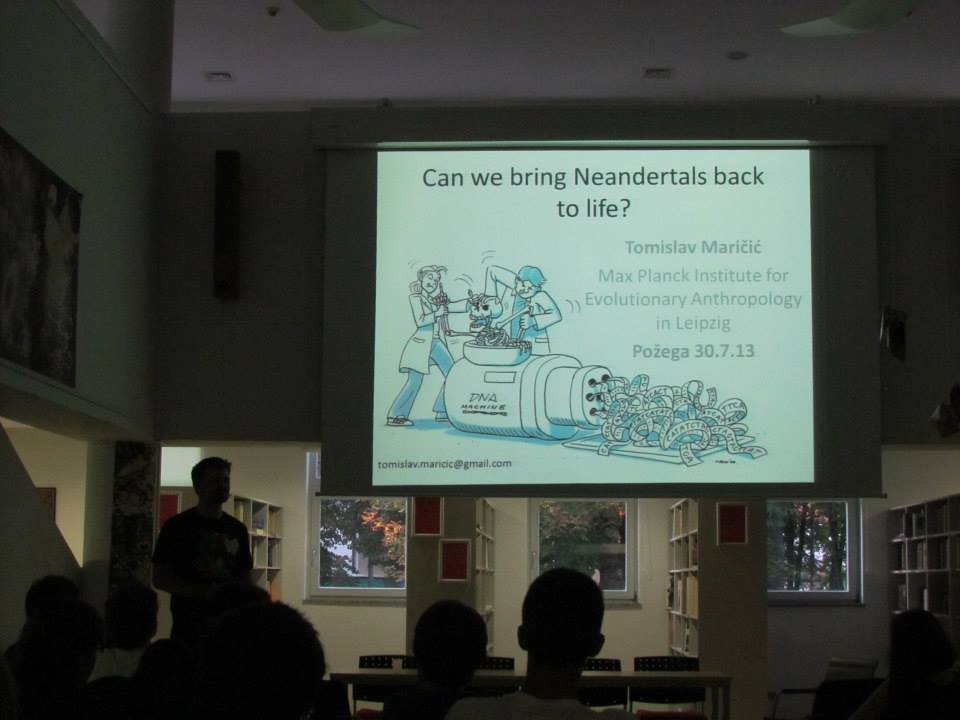 Can we bring Neandertals back
to life?
Tomislav Maričić
Max Planck Institute for
Evolutionary Anthropology
in Leipzig
Požega 30.7.13
DNA
MACHINE
tomislav.maricic@gmail.com